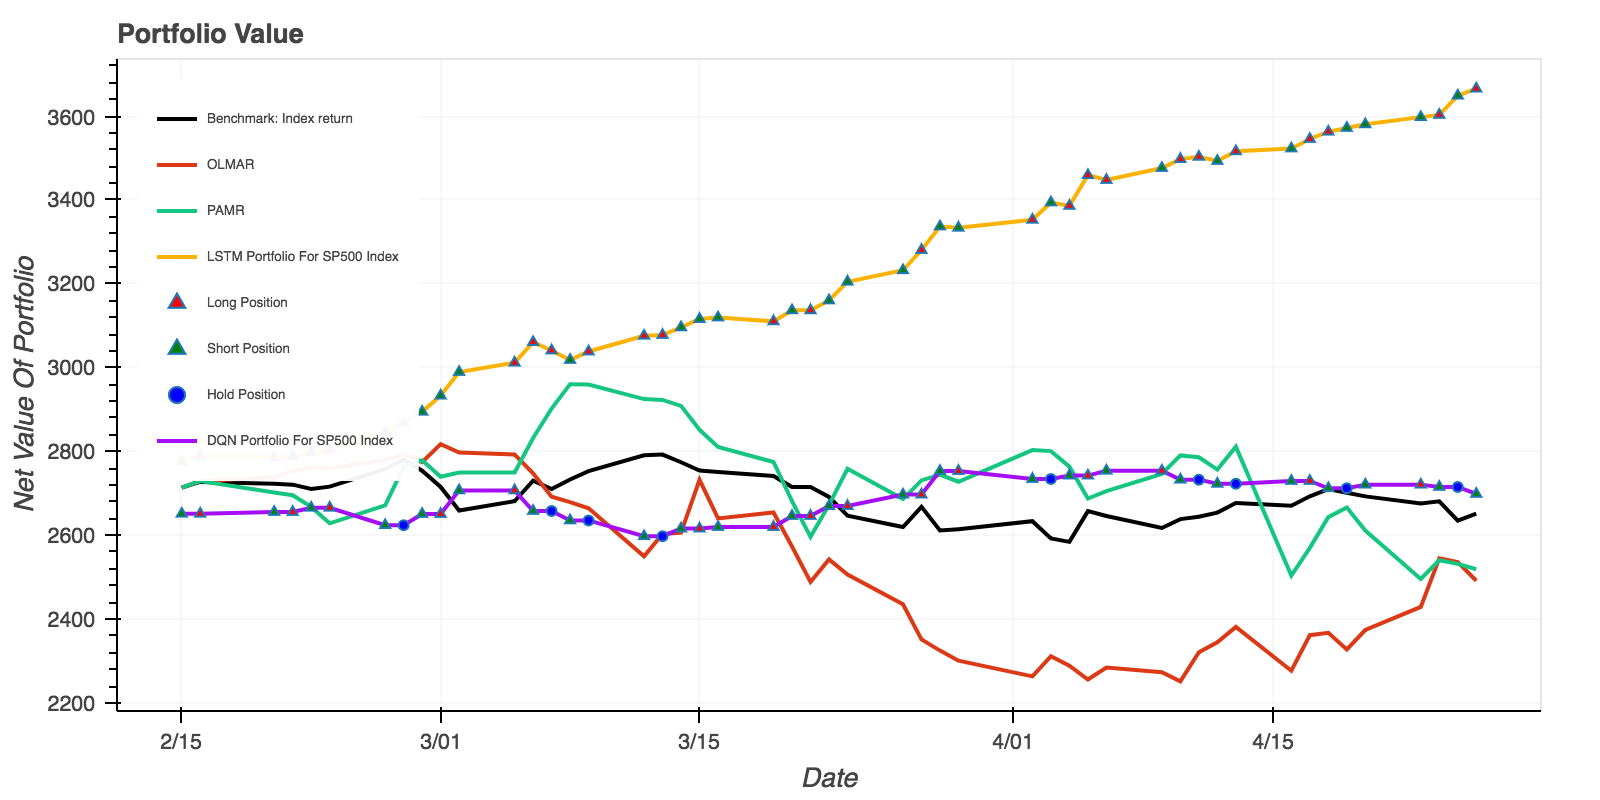 Portfolio Value
Net Value Of Portfolio
3600
3400
3200
3000
2800
2600
2400
2200
Benchmark: Index return
OLMAR
PAMR
LSTM Portfolio For SP500 Index
Long Position
Short Position
Hold Position
DQN Portfolio For SP500 Index
2/15
3/01
3/15
4/01
4/15
Date